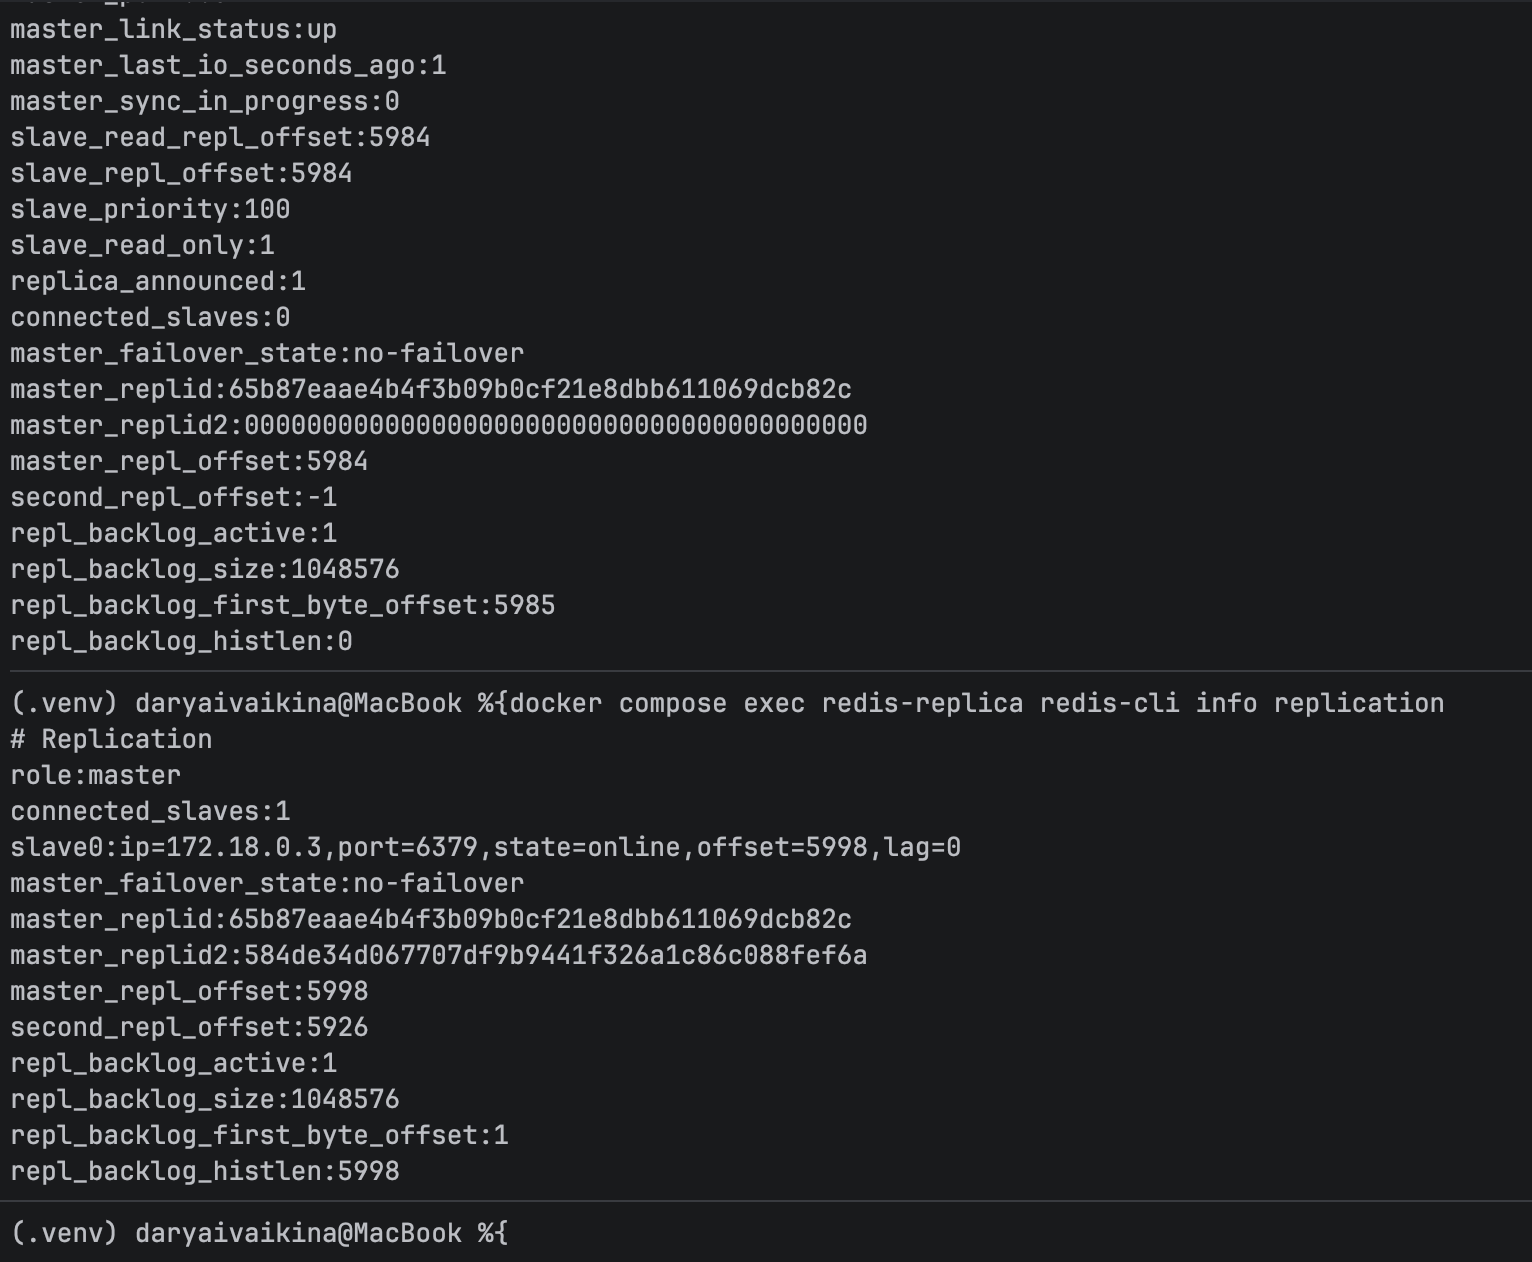 master_link_status:up
master_last_io_seconds_ago:1
master_sync_in_progress:0
slave_read_repl_offset:5984
slave_repl_offset:5984
slave_priority:100
slave_read_only:1
replica_announced:1
connected_slaves:0
master_failover_state:no-failover
master_replid:65b87eaae4b4f3b09b0cf21e8dbb611069dcb82c
master_replid2:0000000000000000000000000000000000000000
master_repl_offset:5984
second_repl_offset:-1
repl_backlog_active:1
repl_backlog_size:1048576
repl_backlog_first_byte_offset:5985
repl_backlog_histlen:0
(.venv) daryaivaikina@MacBook %{docker compose exec redis-replica redis-cli info replication
# Replication
role:master
connected_slaves:1
slave0:ip=172.18.0.3,port=6379,state=online,offset=5998,lag=0
master_failover_state:no-failover
master_replid:65b87eaae4b4f3b09b0cf21e8dbb611069dcb82c
master_replid2:584de34d067707df9b9441f326a1c86c088fef6a
master_repl_offset:5998
second_repl_offset:5926
repl_backlog_active:1
repl_backlog_size:1048576
repl_backlog_first_byte_offset:1
repl_backlog_histlen:5998
(.venv) daryaivaikina@MacBook %{